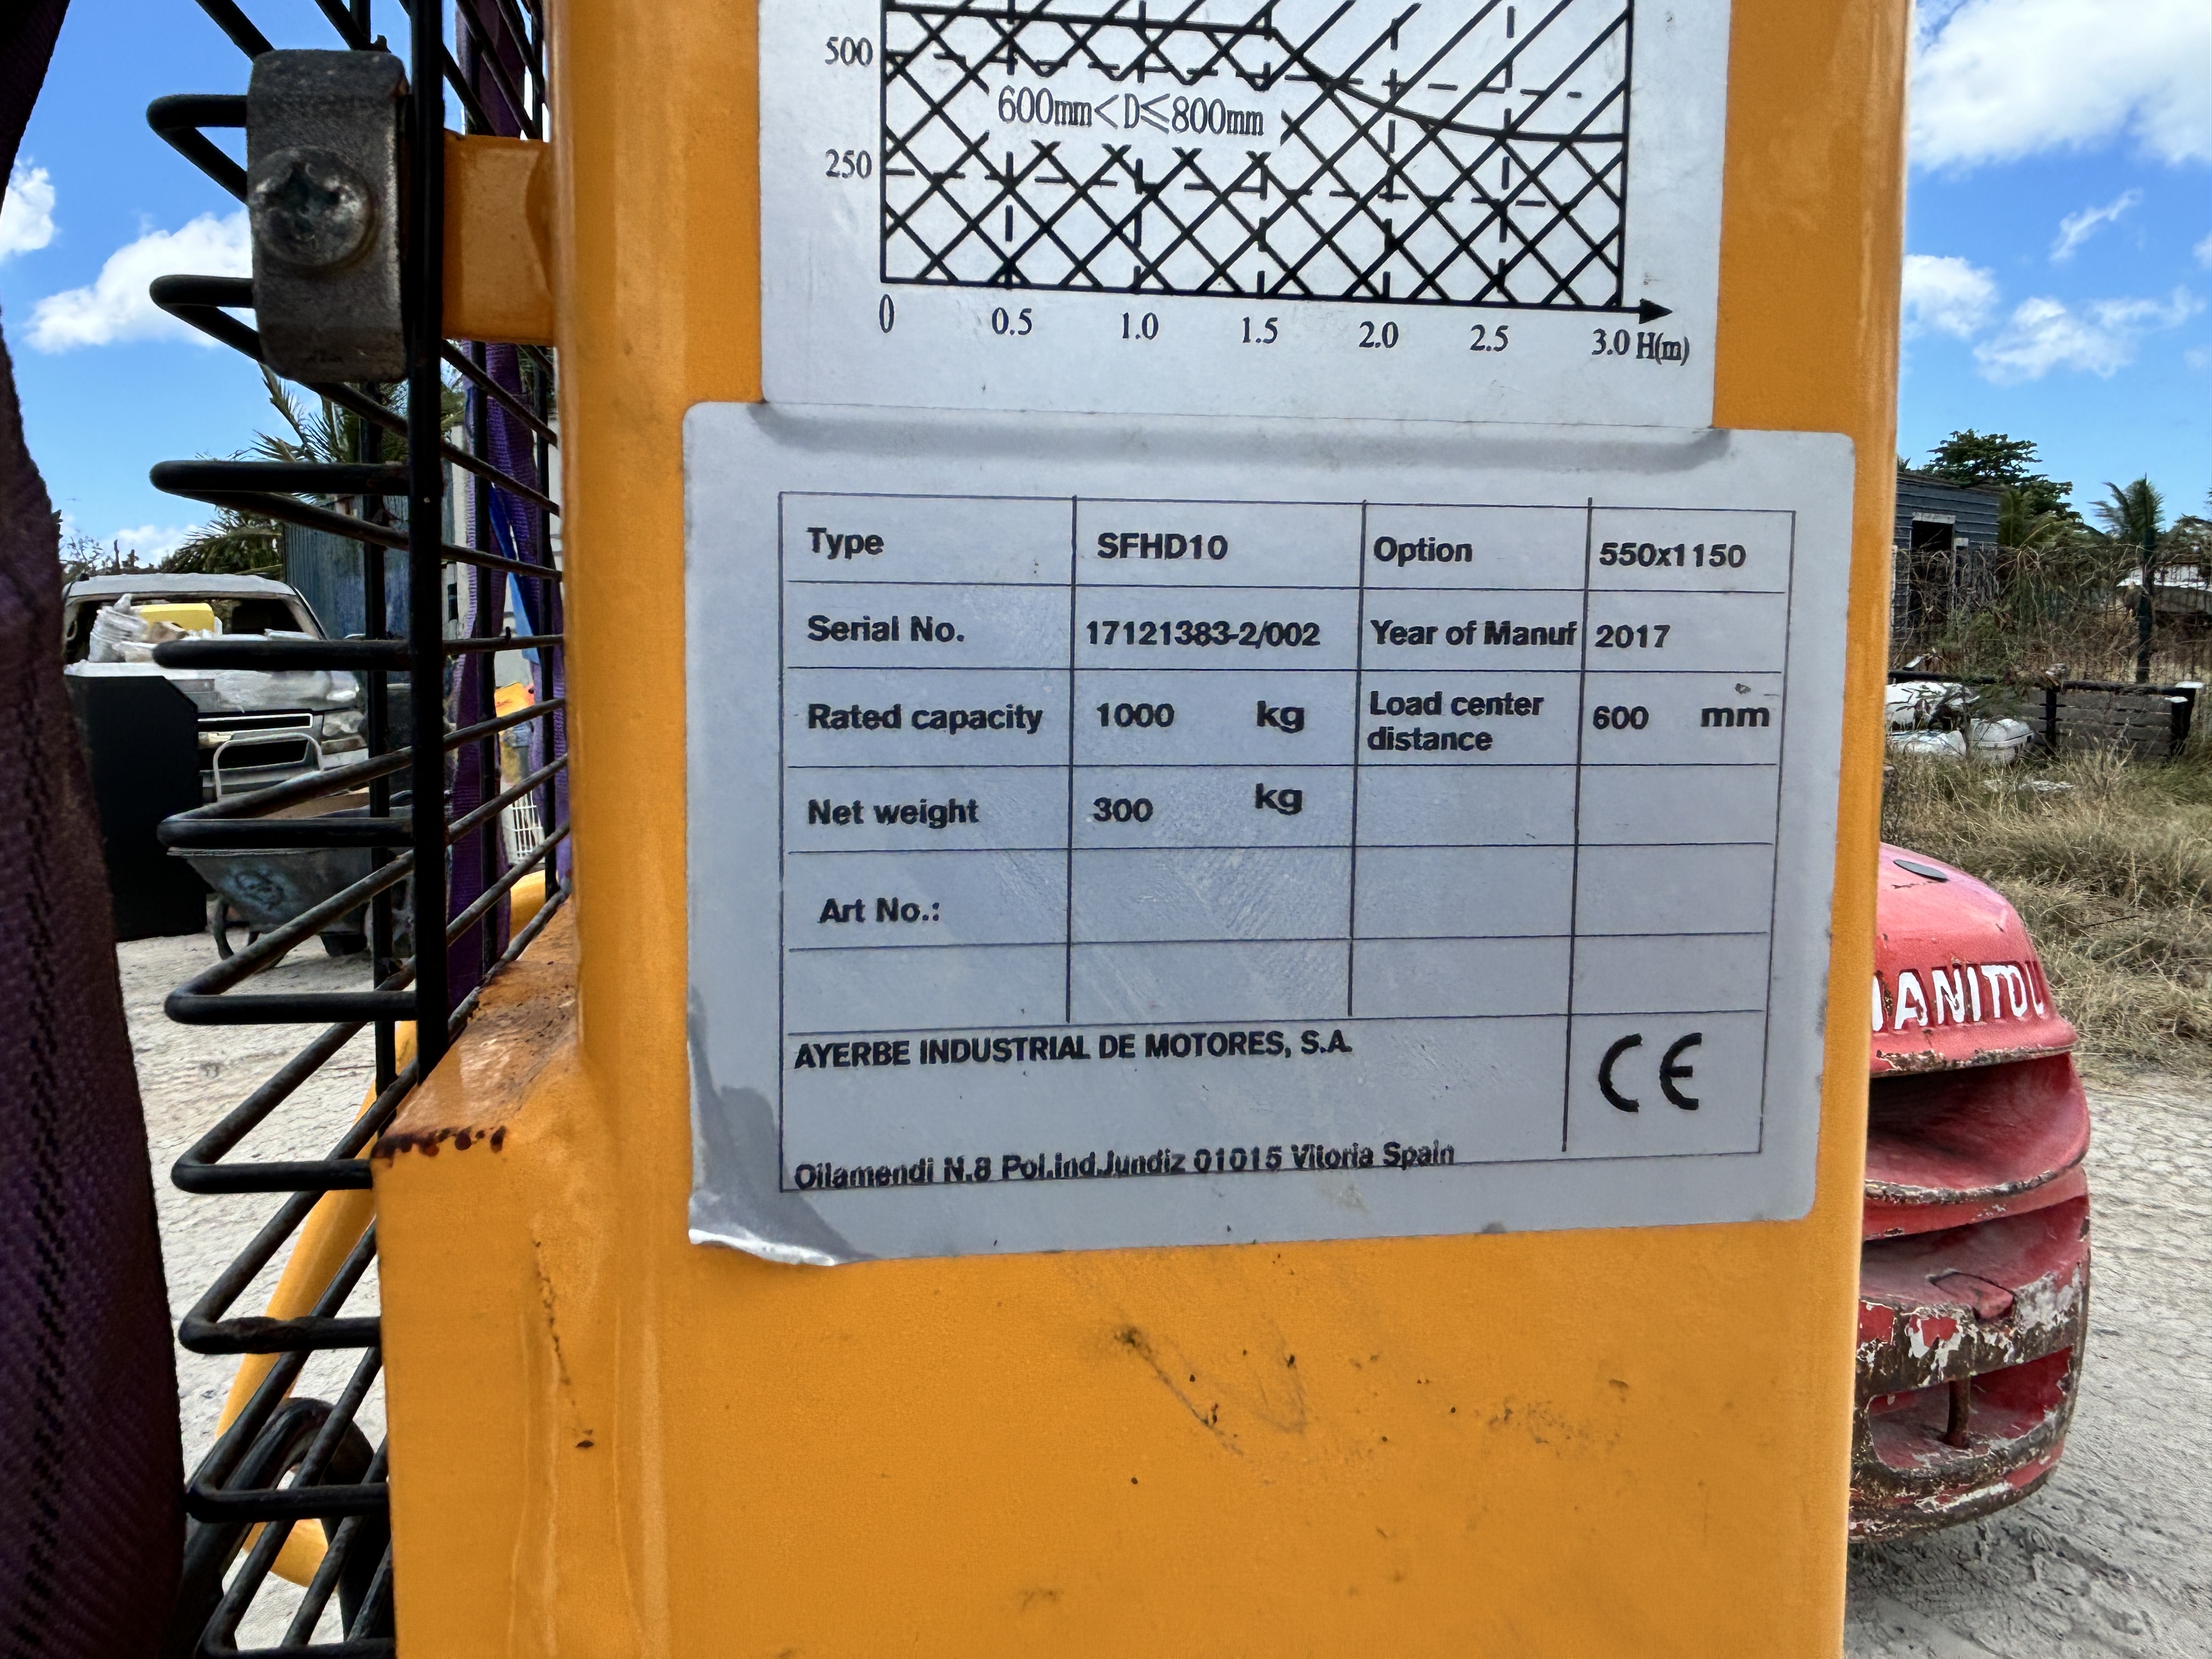 500
600mm<D≤800mm
250
0 0.5 1.0 1.5 2.0 2.5 3.0 H(m)
Type SFHD10 Option 550x1150
Serial No. 17121383-2/002 Year of Manuf 2017
Rated capacity 1000 kg Load center distance 600 mm
Net weight 300 kg
Art No.:
AYERBE INDUSTRIAL DE MOTORES, S.A.
CE
Oilamendi N.8 Pol.Ind.Jundiz 01015 Vitoria Spain
MANITOU